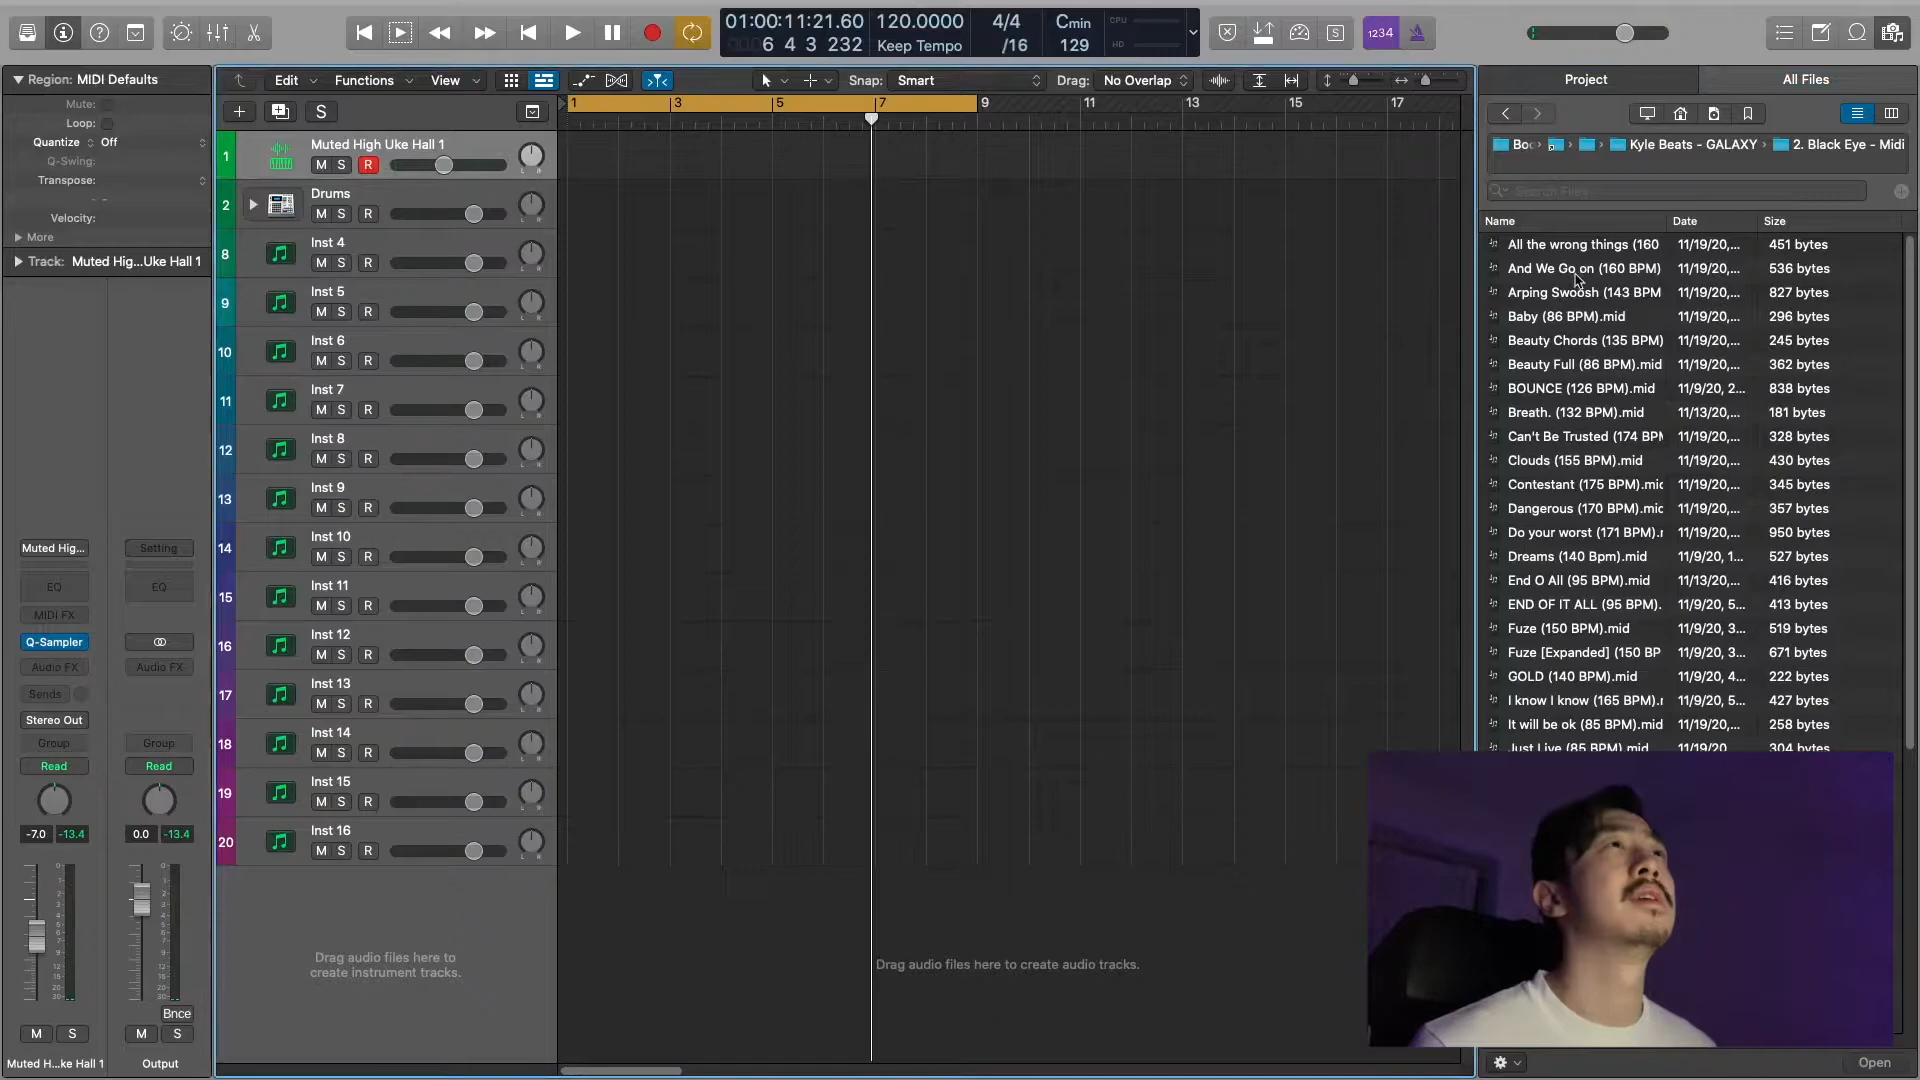 01:00:11:21.60
6 4 3 232
120.0000
Keep Tempo
4/4
/16
Cmin
129
CPU
HD
1234
Region: MIDI Defaults
Mute:
Loop:
Quantize Off
Q-Swing:
Transpose:
Velocity:
More
Track: Muted Hig...Uke Hall 1
Edit Functions View Snap: Smart Drag: No Overlap
S
1 3 5 7 9 11 13 15 17
1 Muted High Uke Hall 1
M S R
2 Drums
M S R
8 Inst 4
M S R
9 Inst 5
M S R
10 Inst 6
M S R
11 Inst 7
M S R
12 Inst 8
M S R
13 Inst 9
M S R
14 Inst 10
M S R
15 Inst 11
M S R
16 Inst 12
M S R
17 Inst 13
M S R
18 Inst 14
M S R
19 Inst 15
M S R
20 Inst 16
M S R
Drag audio files here to
create instrument tracks.
Drag audio files here to create audio tracks.
Muted Hig... Setting
EQ EQ
MIDI FX
Q-Sampler
Audio FX Audio FX
Sends
Stereo Out
Group Group
Read Read
-7.0 -13.4 0.0 -13.4
Bnce
M S M S
Muted H...ke Hall 1 Output
Project All Files
Boc Kyle Beats - GALAXY 2. Black Eye - Midi
Search Files
Name Date Size
All the wrong things (160 11/19/20,... 451 bytes
And We Go on (160 BPM) 11/19/20,... 536 bytes
Arping Swoosh (143 BPM 11/19/20,... 827 bytes
Baby (86 BPM).mid 11/19/20,... 296 bytes
Beauty Chords (135 BPM) 11/19/20,... 245 bytes
Beauty Full (86 BPM).mid 11/19/20,... 362 bytes
BOUNCE (126 BPM).mid 11/9/20, 2... 838 bytes
Breath. (132 BPM).mid 11/13/20,... 181 bytes
Can't Be Trusted (174 BPM 11/19/20,... 328 bytes
Clouds (155 BPM).mid 11/19/20,... 430 bytes
Contestant (175 BPM).mid 11/19/20,... 345 bytes
Dangerous (170 BPM).mid 11/19/20,... 357 bytes
Do your worst (171 BPM).r 11/19/20,... 950 bytes
Dreams (140 Bpm).mid 11/9/20, 1... 527 bytes
End O All (95 BPM).mid 11/13/20,... 416 bytes
END OF IT ALL (95 BPM). 11/9/20, 5... 413 bytes
Fuze (150 BPM).mid 11/9/20, 3... 519 bytes
Fuze [Expanded] (150 BP 11/9/20, 3... 671 bytes
GOLD (140 BPM).mid 11/9/20, 4... 222 bytes
I know I know (165 BPM).r 11/9/20, 5... 427 bytes
It will be ok (85 BPM).mid 11/19/20,... 258 bytes
Just Live (85 BPM).mid 11/19/20 304 bytes
Open